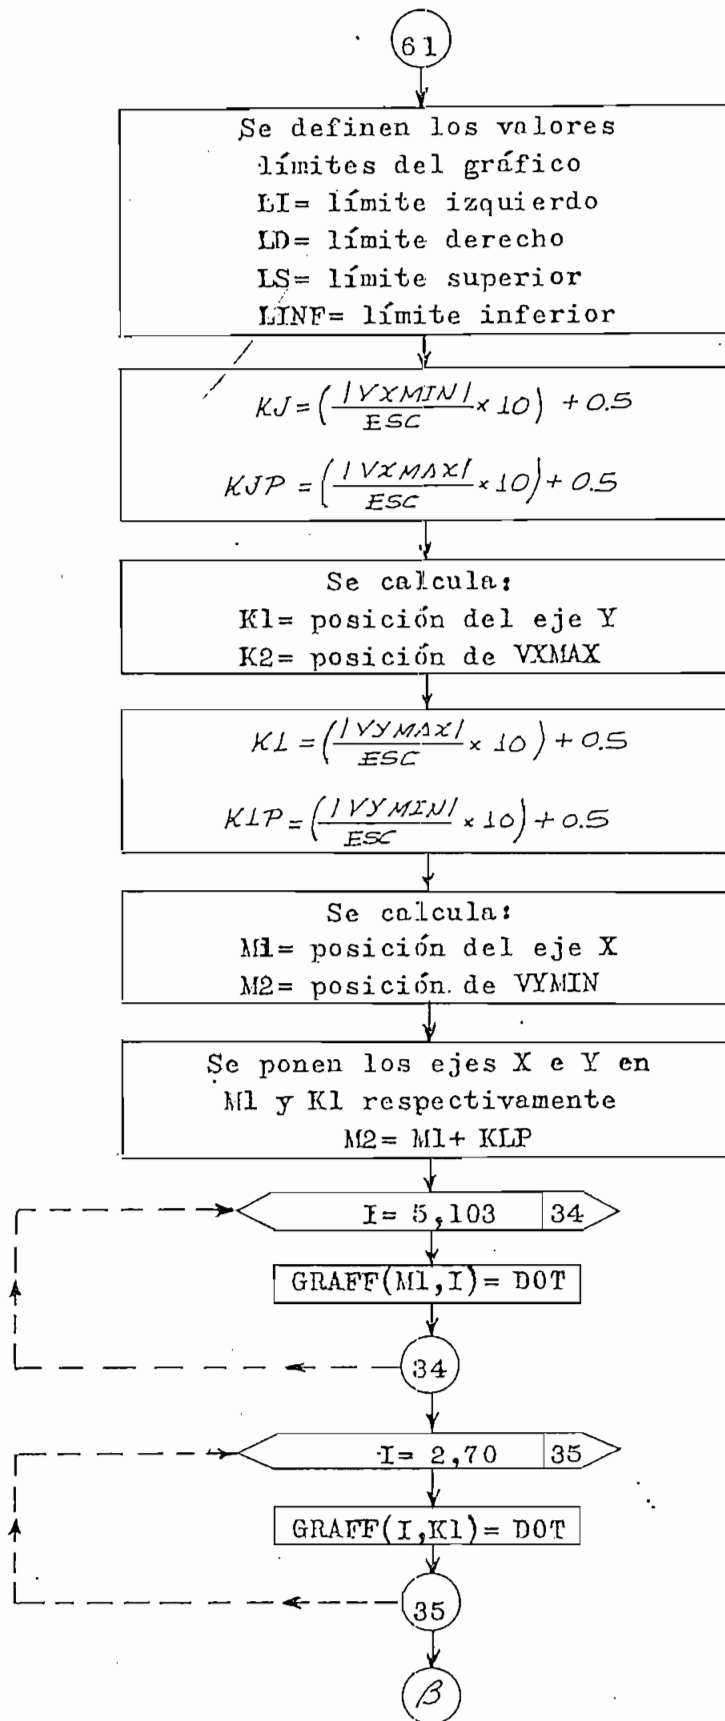 61
Se definen los valores
límites del gráfico
LI= límite izquierdo
LD= límite derecho
LS= límite superior
LINF= límite inferior
KJ = (|VXMIN|/ESC × 10) + 0.5
KJP = (|VXMAX|/ESC × 10) + 0.5
Se calcula:
K1= posición del eje Y
K2= posición de VXMAX
KL = (|VYMAX|/ESC × 10) + 0.5
KLP = (|VYMIN|/ESC × 10) + 0.5
Se calcula:
M1= posición del eje X
M2= posición de VYMIN
Se ponen los ejes X e Y en
M1 y K1 respectivamente
M2= M1+ KLP
I= 5,103 34
GRAFF(M1,I)= DOT
34
I= 2,70 35
GRAFF(I,K1)= DOT
35
β